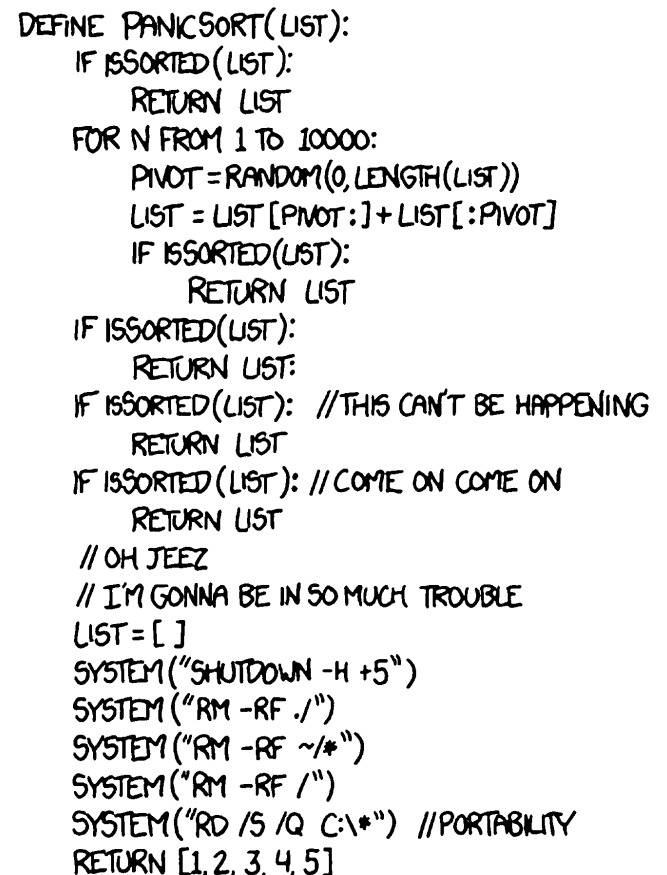 DEFINE PANICSORT(LIST):
IF ISSORTED(LIST):
RETURN LIST
FOR N FROM 1 TO 10000:
PIVOT = RANDOM(0, LENGTH(LIST))
LIST = LIST [PIVOT:] + LIST[:PIVOT]
IF ISSORTED(LIST):
RETURN LIST
IF ISSORTED(LIST):
RETURN LIST:
IF ISSORTED(LIST): //THIS CAN'T BE HAPPENING
RETURN LIST
IF ISSORTED(LIST): // COME ON COME ON
RETURN LIST
// OH JEEZ
// I'M GONNA BE IN SO MUCH TROUBLE
LIST = [ ]
SYSTEM("SHUTDOWN -H +5")
SYSTEM("RM -RF ./")
SYSTEM("RM -RF ~/*")
SYSTEM("RM -RF /")
SYSTEM("RD /S /Q C:\*") //PORTABILITY
RETURN [1, 2, 3, 4, 5]